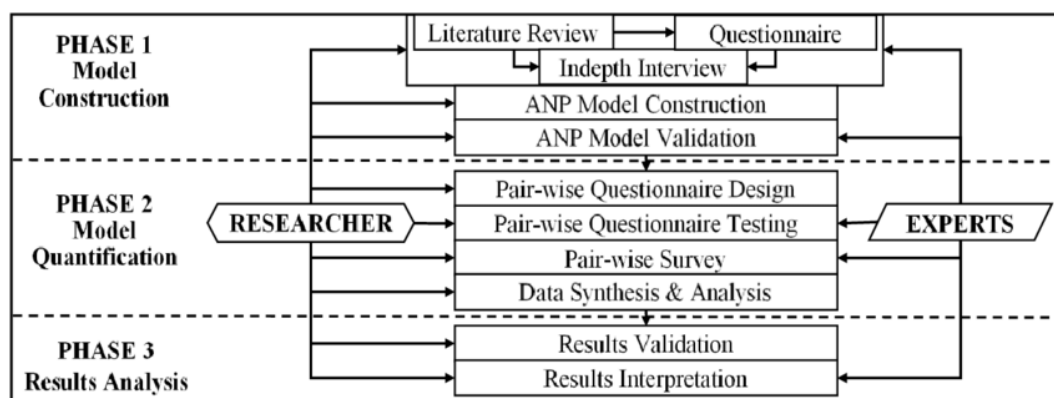 PHASE 1
Model
Construction
Literature Review
Questionnaire
Indepth Interview
ANP Model Construction
ANP Model Validation
PHASE 2
Model
Quantification
RESEARCHER
Pair-wise Questionnaire Design
Pair-wise Questionnaire Testing
Pair-wise Survey
Data Synthesis & Analysis
EXPERTS
PHASE 3
Results Analysis
Results Validation
Results Interpretation